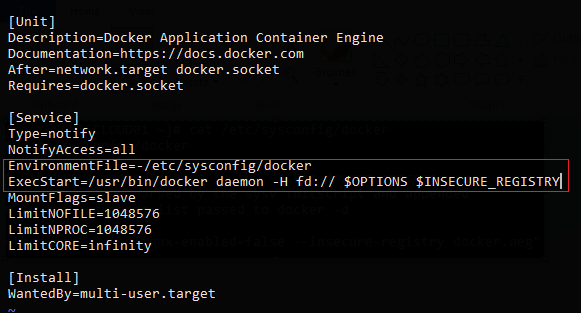 [Unit]
Description=Docker Application Container Engine
Documentation=https://docs.docker.com
After=network.target docker.socket
Requires=docker.socket
[Service]
Type=notify
NotifyAccess=all
EnvironmentFile=-/etc/sysconfig/docker
ExecStart=/usr/bin/docker daemon -H fd:// $OPTIONS $INSECURE_REGISTRY
MountFlags=slave
LimitNOFILE=1048576
LimitNPROC=1048576
LimitCORE=infinity
[Install]
WantedBy=multi-user.target
~